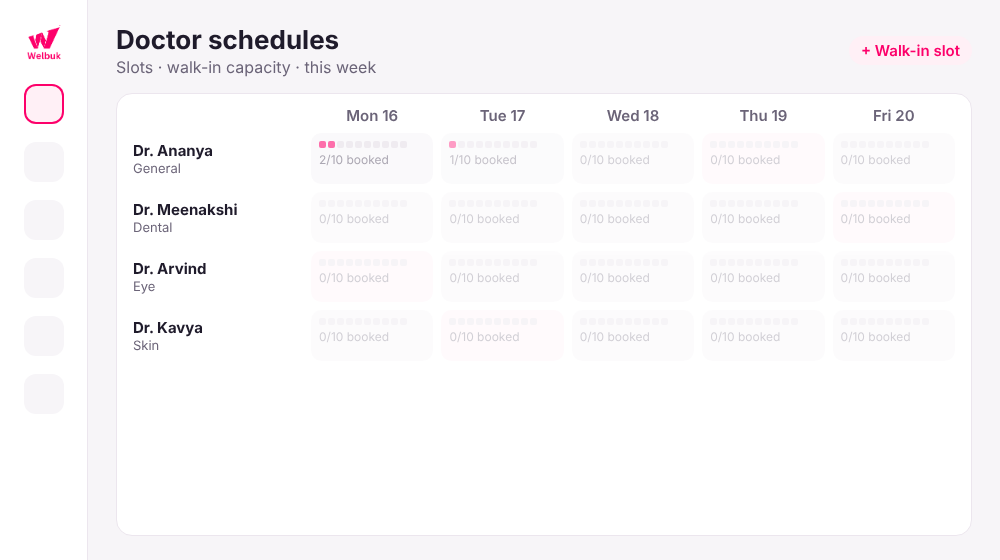 Welbuk
Doctor schedules
Slots · walk-in capacity · this week
+ Walk-in slot
Mon 16 Tue 17 Wed 18 Thu 19 Fri 20
Dr. Ananya
General
2/10 booked 1/10 booked 0/10 booked 0/10 booked 0/10 booked
Dr. Meenakshi
Dental
0/10 booked 0/10 booked 0/10 booked 0/10 booked 0/10 booked
Dr. Arvind
Eye
0/10 booked 0/10 booked 0/10 booked 0/10 booked 0/10 booked
Dr. Kavya
Skin
0/10 booked 0/10 booked 0/10 booked 0/10 booked 0/10 booked